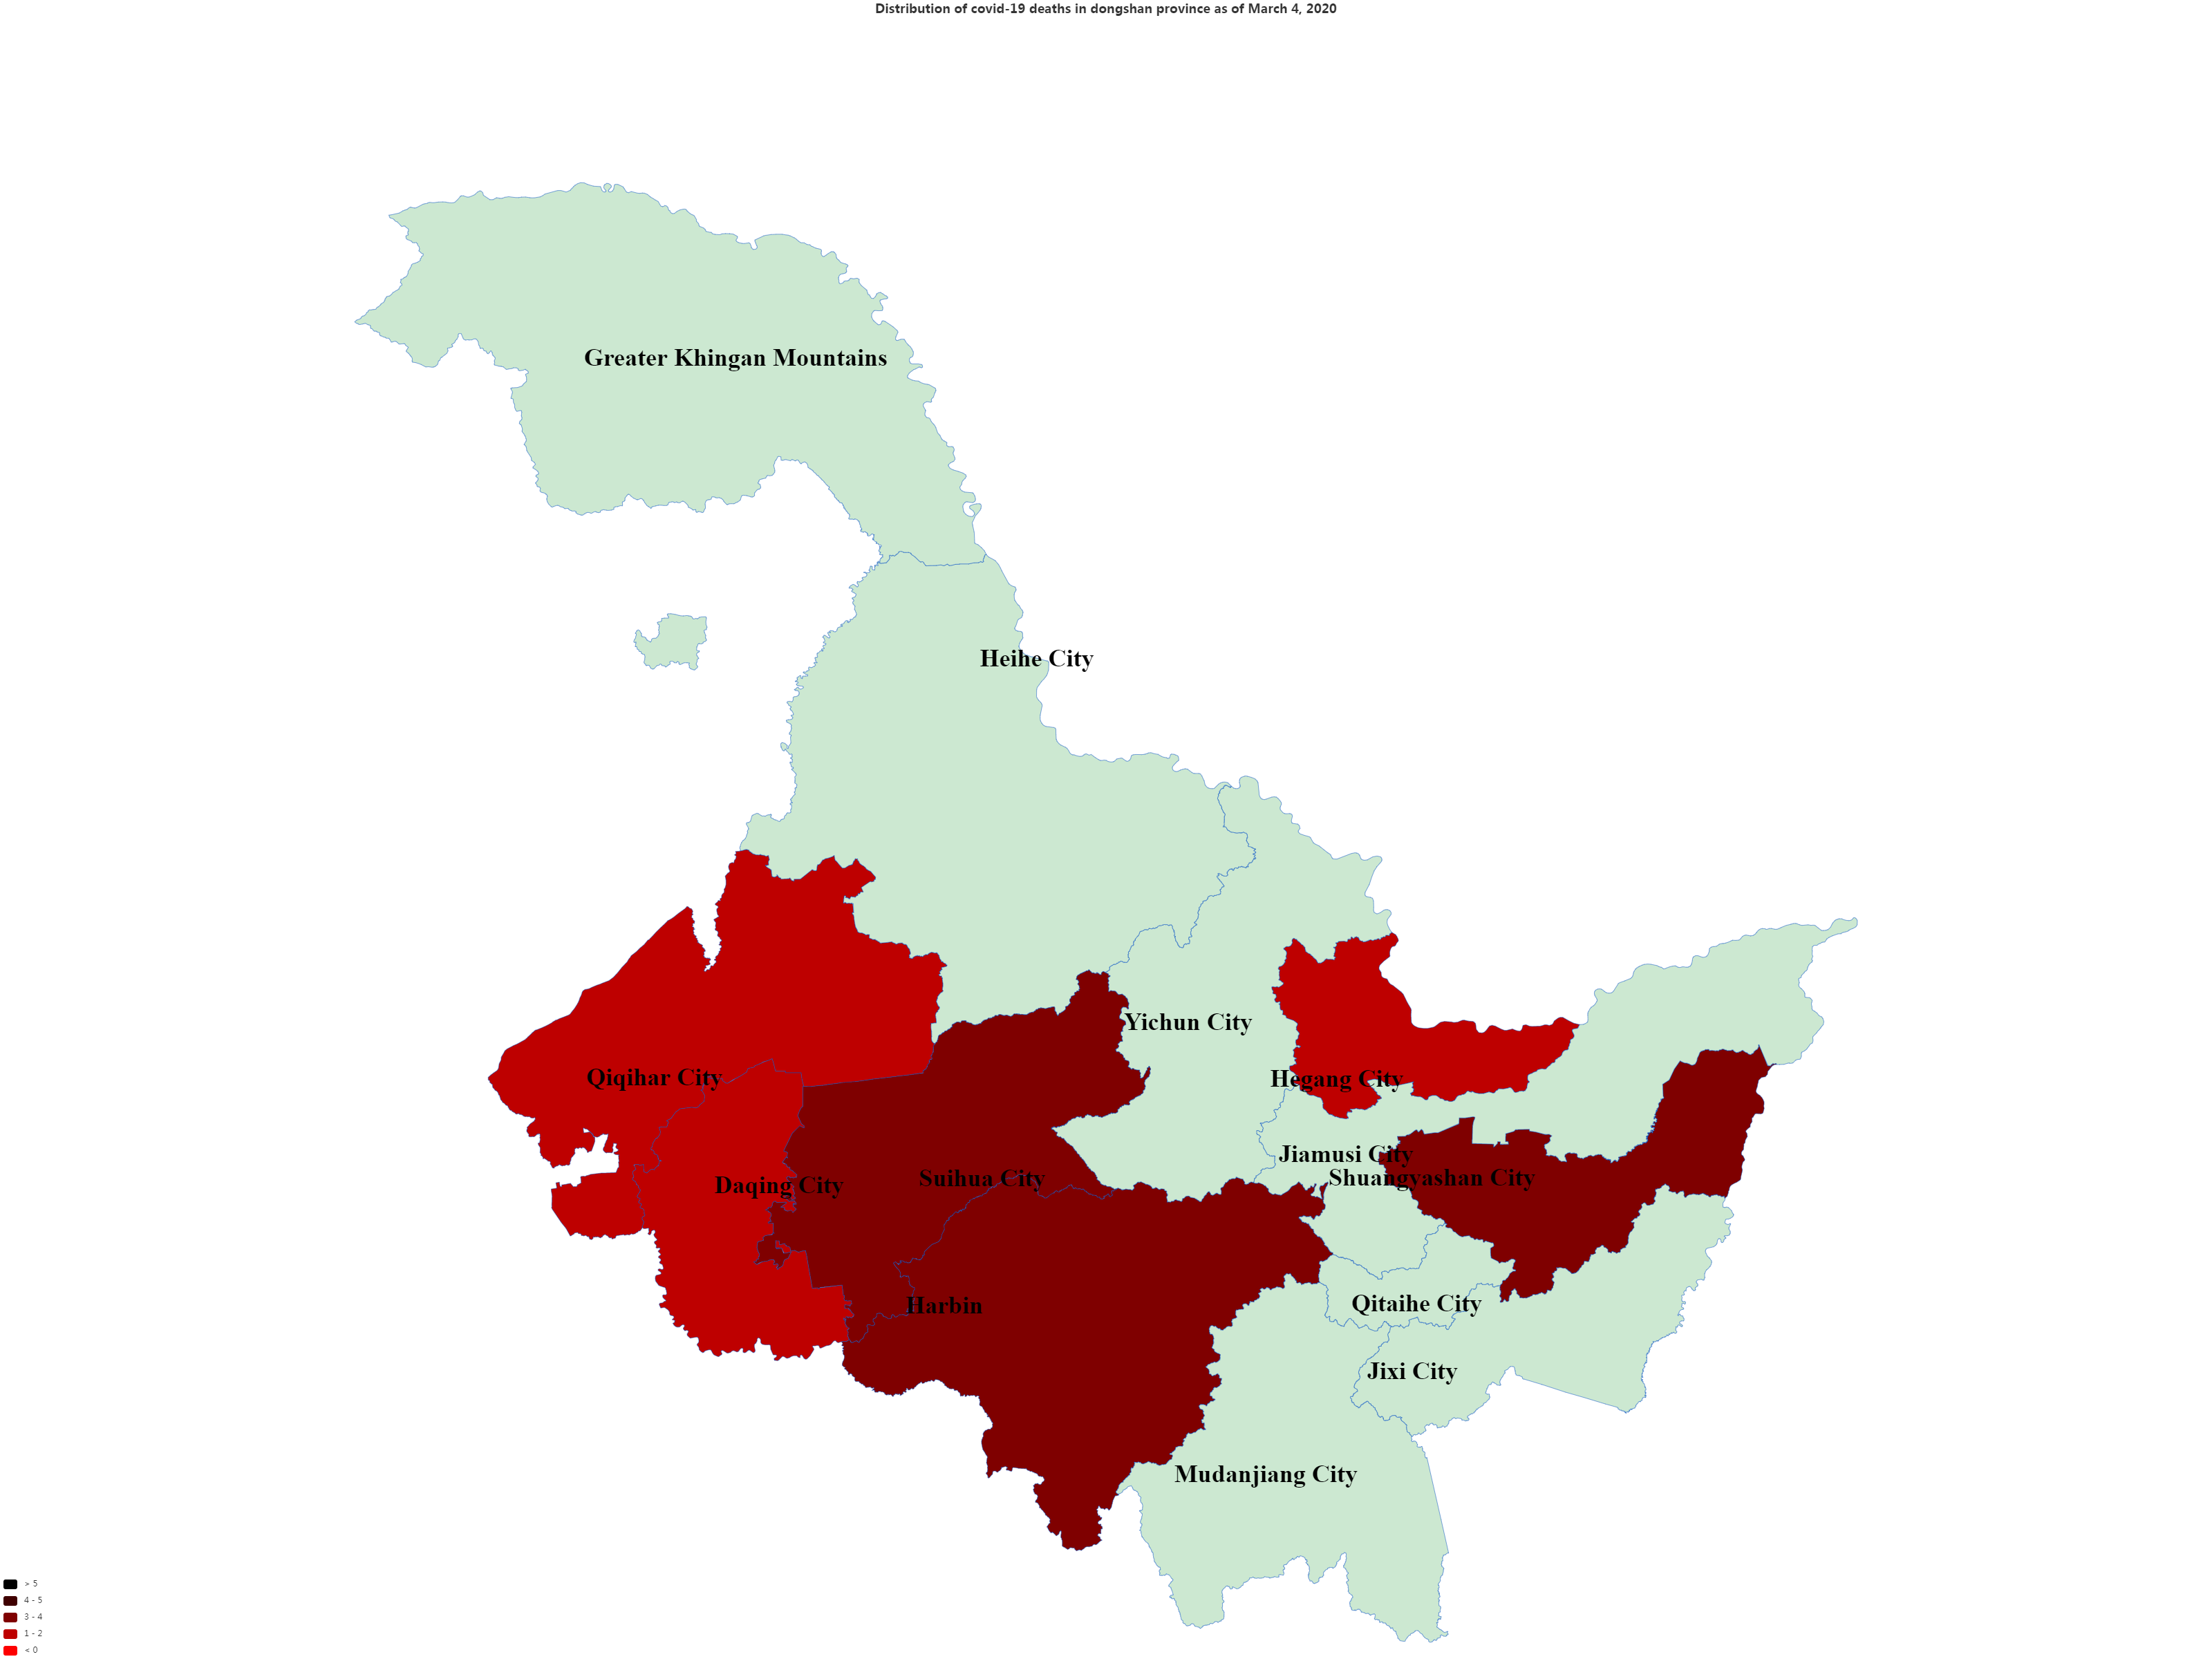 Distribution of covid-19 deaths in dongshan province as of March 4, 2020
Greater Khingan Mountains
Heihe City
Yichun City
Qiqihar City
Hegang City
Jiamusi City
Shuangyashan City
Suihua City
Daqing City
Harbin
Qitaihe City
Jixi City
Mudanjiang City
> 5
4 - 5
3 - 4
1 - 2
< 0